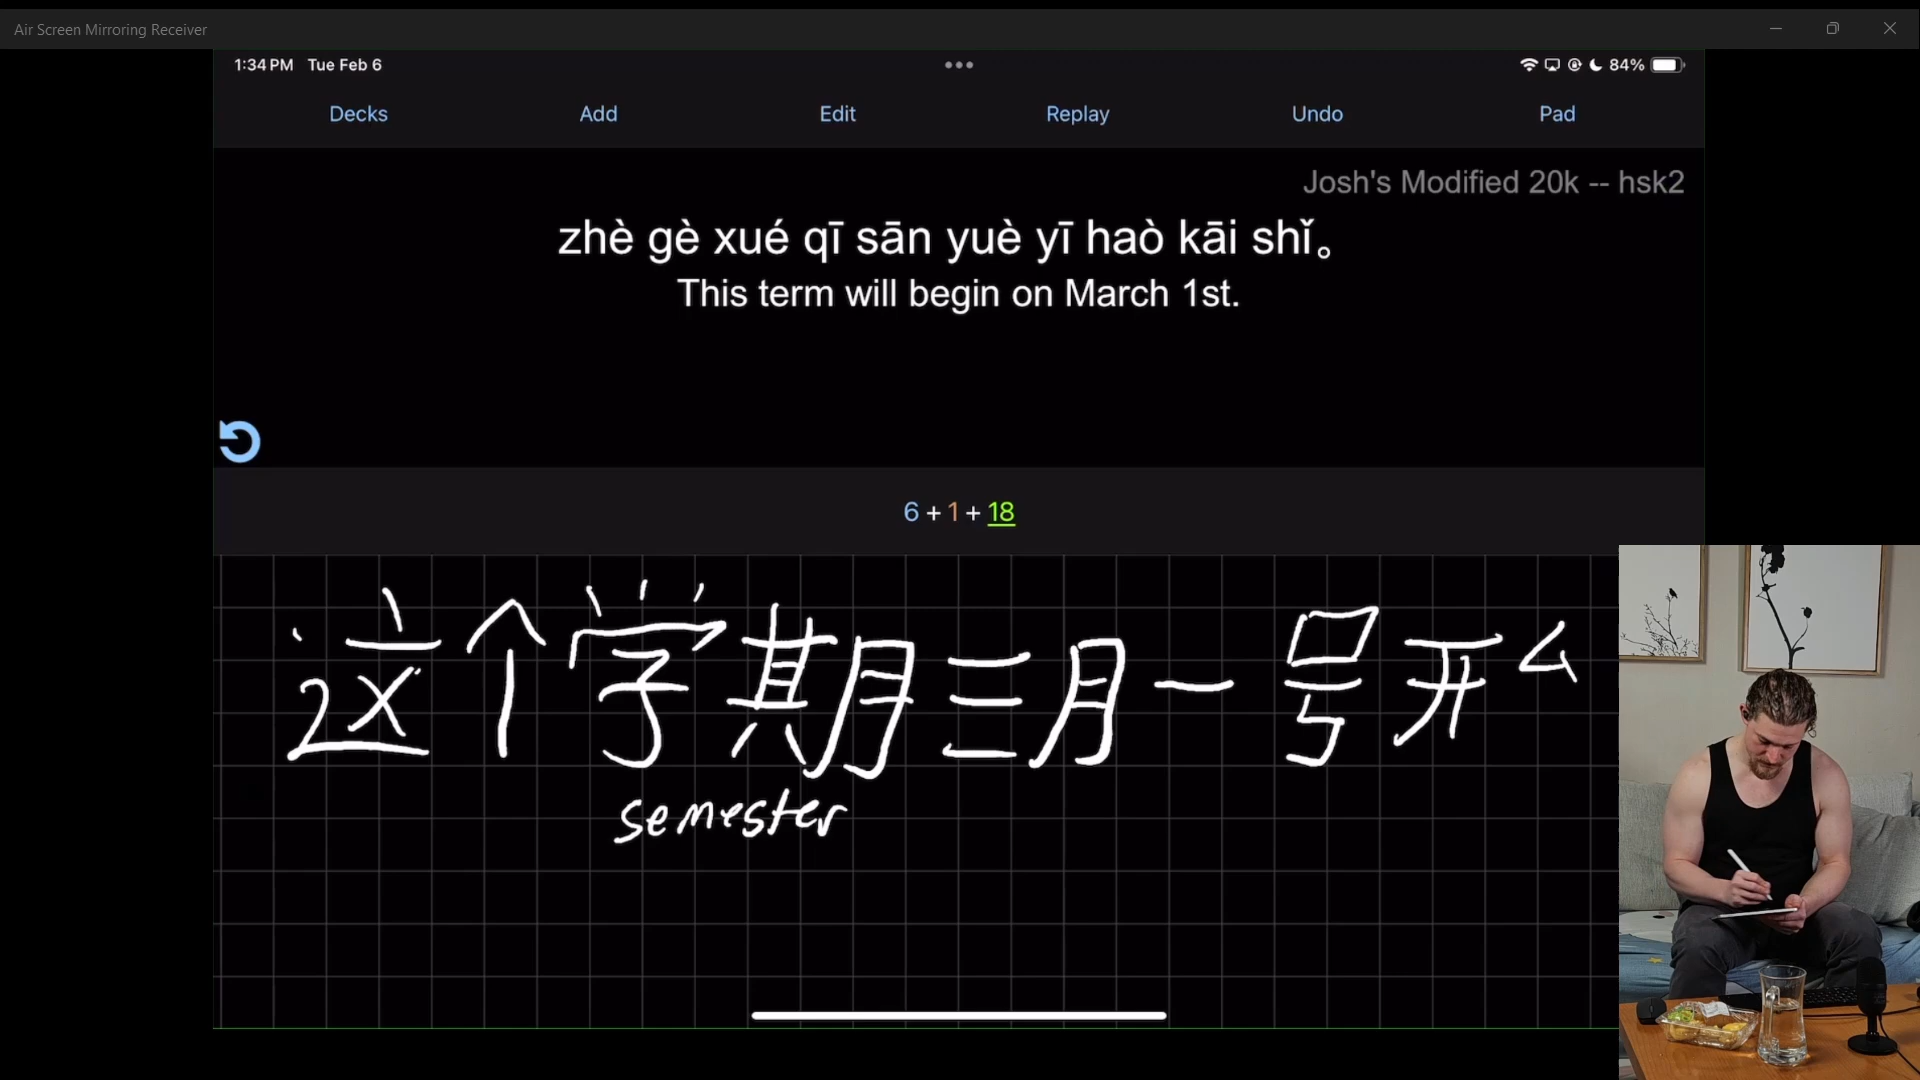 Air Screen Mirroring Receiver
1:34 PM Tue Feb 6
84%
Decks Add Edit Replay Undo Pad
Josh's Modified 20k -- hsk2
zhè gè xué qī sān yuè yī haò kāi shǐ。
This term will begin on March 1st.
6 + 1 + 18
这个学期三月一号开
semester